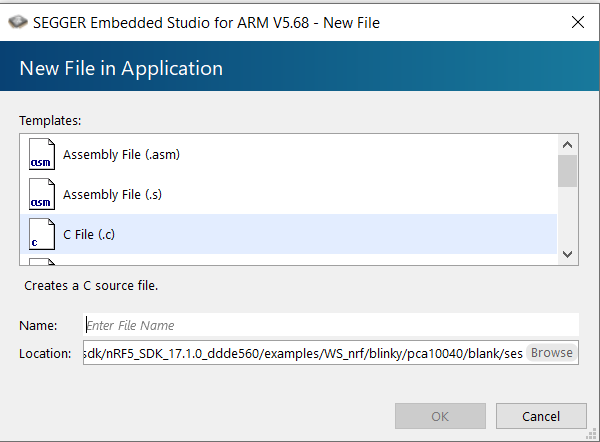 SEGGER Embedded Studio for ARM V5.68 - New File
New File in Application
Templates:
asm Assembly File (.asm)
asm Assembly File (.s)
c C File (.c)
Creates a C source file.
Name: Enter File Name
Location: sdk/nRF5_SDK_17.1.0_ddde560/examples/WS_nrf/blinky/pca10040/blank/ses Browse
OK Cancel